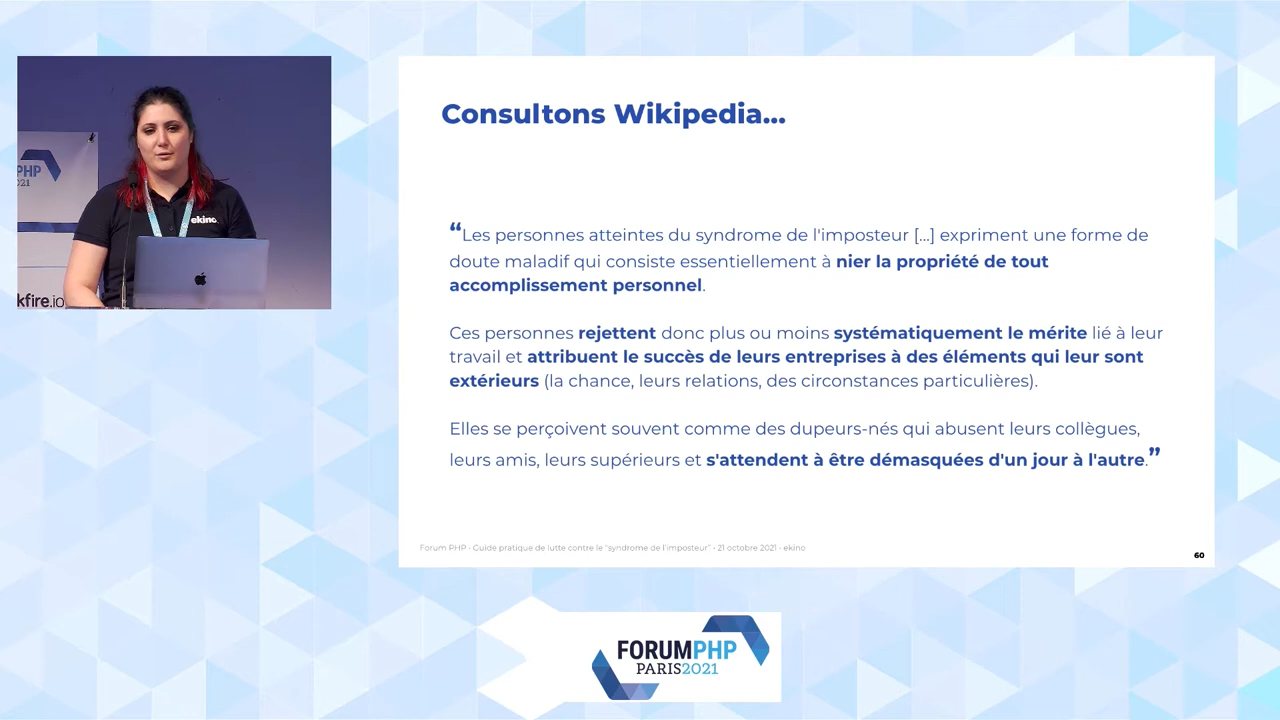 Consultons Wikipedia...
“Les personnes atteintes du syndrome de l'imposteur [...] expriment une forme de
doute maladif qui consiste essentiellement à nier la propriété de tout
accomplissement personnel.
Ces personnes rejettent donc plus ou moins systématiquement le mérite lié à leur
travail et attribuent le succès de leurs entreprises à des éléments qui leur sont
extérieurs (la chance, leurs relations, des circonstances particulières).
Elles se perçoivent souvent comme des dupeurs-nés qui abusent leurs collègues,
leurs amis, leurs supérieurs et s'attendent à être démasquées d'un jour à l'autre.”
Forum PHP - Guide pratique de lutte contre le "syndrome de l'imposteur" - 21 octobre 2021 - ekino
60
PHP
2021
ekino
kfire.io
FORUMPHP
PARIS2021